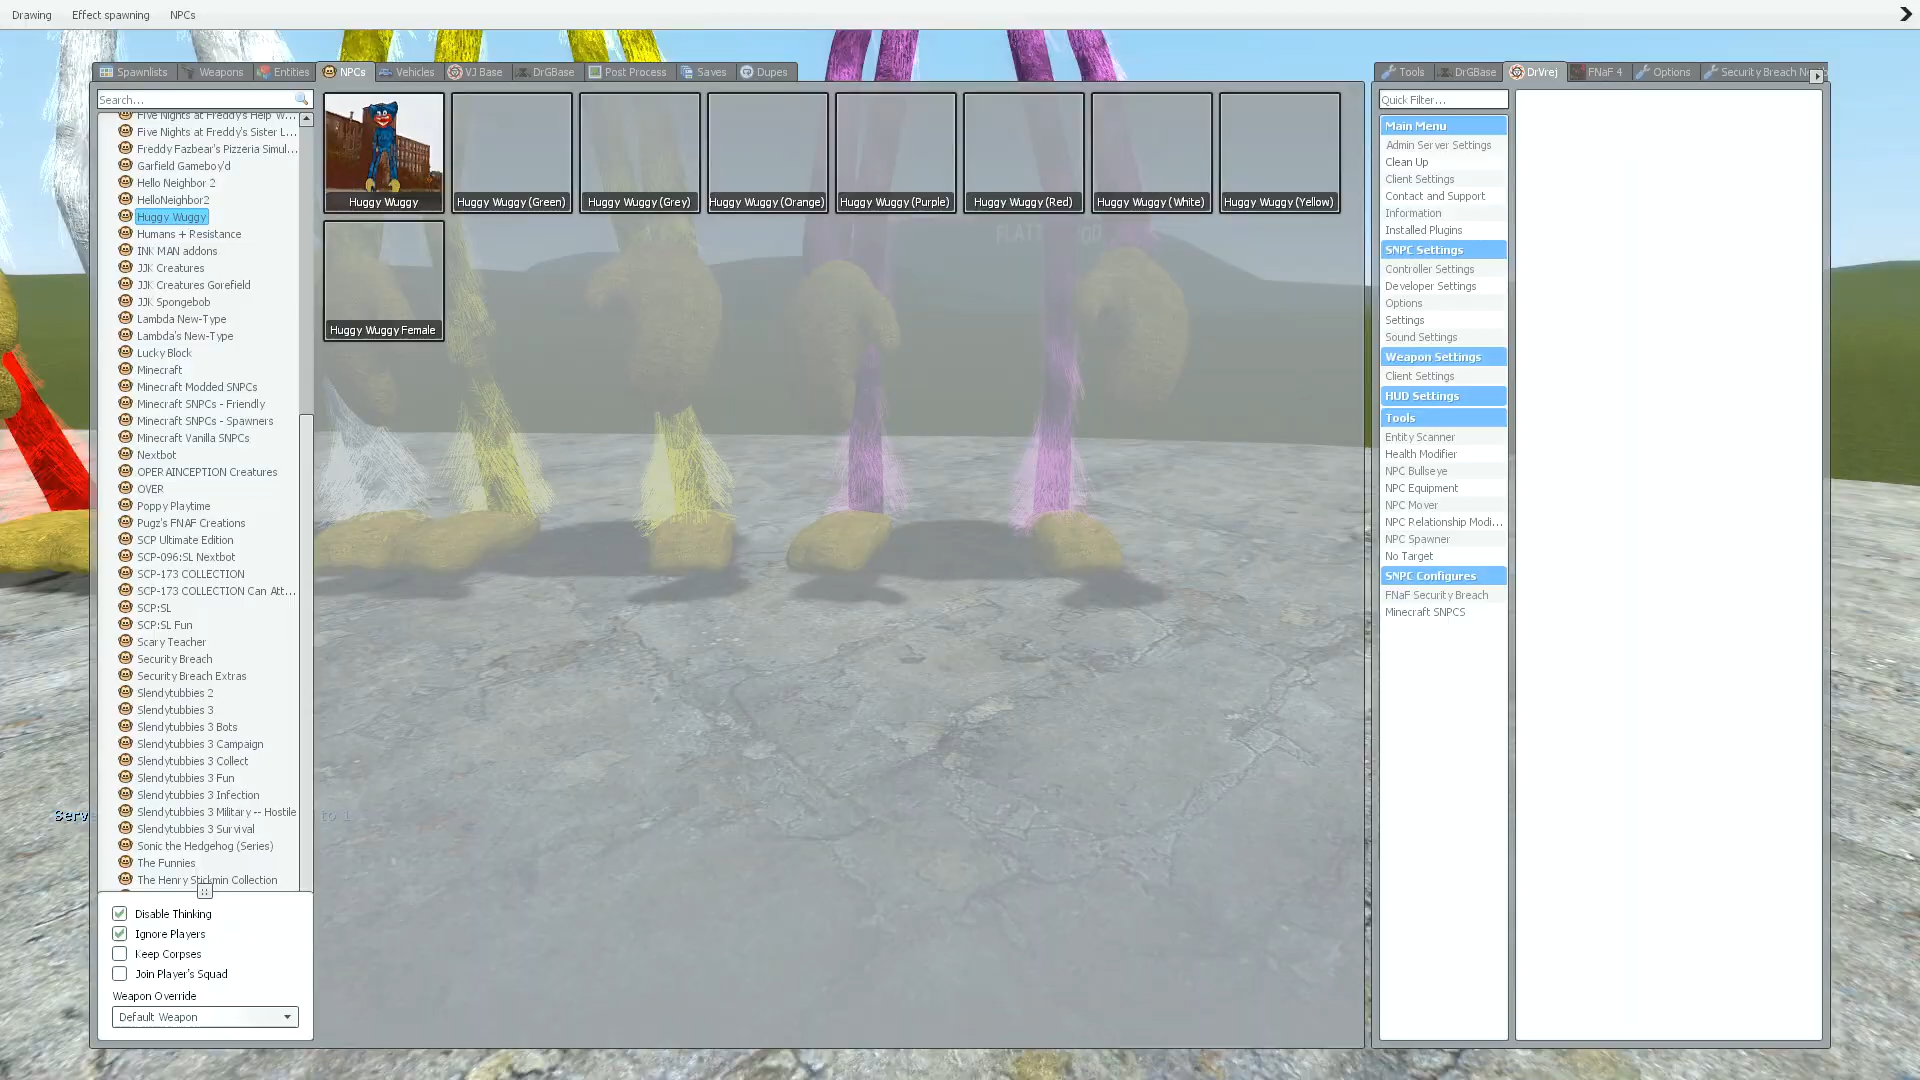 Drawing Effect spawning NPCs
Spawnlists Weapons Entities NPCs Vehicles VJ Base DrGBase Post Process Saves Dupes
Search...
Five Nights at Freddy's Help W...
Five Nights at Freddy's Sister L...
Freddy Fazbear's Pizzeria Simul...
Garfield Gameboy'd
Hello Neighbor 2
HelloNeighbor2
Huggy Wuggy
Humans + Resistance
INK MAN addons
JJK Creatures
JJK Creatures Gorefield
JJK Spongebob
Lambda New-Type
Lambda's New-Type
Lucky Block
Minecraft
Minecraft Modded SNPCs
Minecraft SNPCs - Friendly
Minecraft SNPCs - Spawners
Minecraft Vanilla SNPCs
Nextbot
OPERAINCEPTION Creatures
OVER
Poppy Playtime
Pugz's FNAF Creations
SCP Ultimate Edition
SCP-096:SL Nextbot
SCP-173 COLLECTION
SCP-173 COLLECTION Can Att...
SCP:SL
SCP:SL Fun
Scary Teacher
Security Breach
Security Breach Extras
Slendytubbies 2
Slendytubbies 3
Slendytubbies 3 Bots
Slendytubbies 3 Campaign
Slendytubbies 3 Collect
Slendytubbies 3 Fun
Slendytubbies 3 Infection
Slendytubbies 3 Military -- Hostile
Slendytubbies 3 Survival
Sonic the Hedgehog (Series)
The Funnies
The Henry Stickmin Collection
Disable Thinking
Ignore Players
Keep Corpses
Join Player's Squad
Weapon Override
Default Weapon
Huggy Wuggy
Huggy Wuggy (Green)
Huggy Wuggy (Grey)
Huggy Wuggy (Orange)
Huggy Wuggy (Purple)
Huggy Wuggy (Red)
Huggy Wuggy (White)
Huggy Wuggy (Yellow)
Huggy Wuggy Female
Serv
to 1
Tools DrGBase DrVrej FNaF 4 Options Security Breach
Quick Filter...
Main Menu
Admin Server Settings
Clean Up
Client Settings
Contact and Support
Information
Installed Plugins
SNPC Settings
Controller Settings
Developer Settings
Options
Settings
Sound Settings
Weapon Settings
Client Settings
HUD Settings
Tools
Entity Scanner
Health Modifier
NPC Bullseye
NPC Equipment
NPC Mover
NPC Relationship Modi...
NPC Spawner
No Target
SNPC Configures
FNaF Security Breach
Minecraft SNPCS